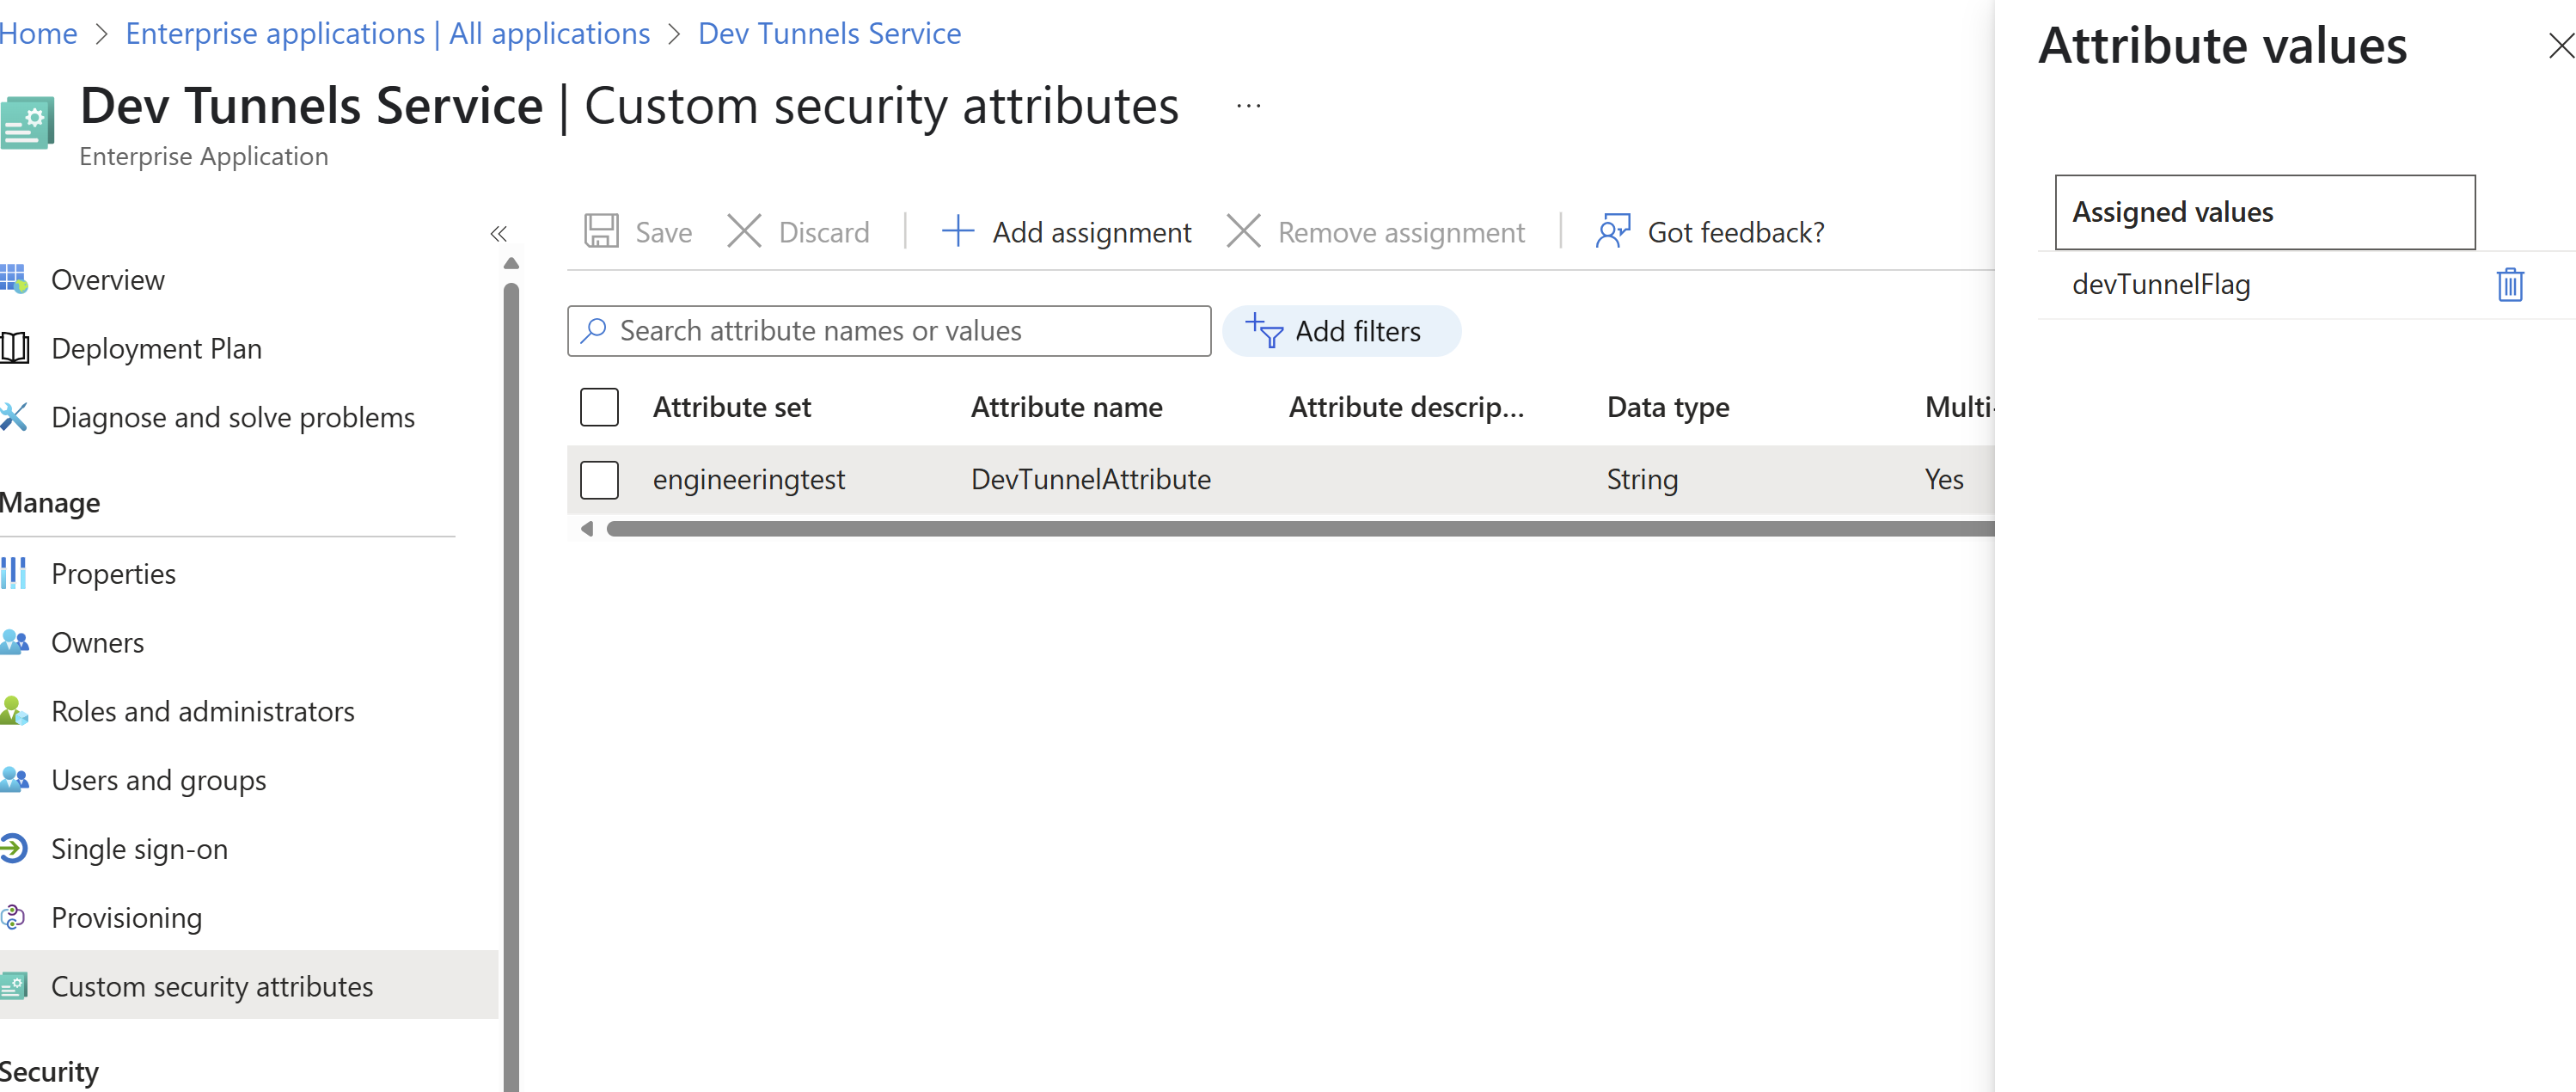 Home > Enterprise applications | All applications > Dev Tunnels Service
Dev Tunnels Service | Custom security attributes ...
Enterprise Application
Overview
Deployment Plan
Diagnose and solve problems
Manage
Properties
Owners
Roles and administrators
Users and groups
Single sign-on
Provisioning
Custom security attributes
Security
Save Discard Add assignment Remove assignment Got feedback?
Search attribute names or values Add filters
Attribute set Attribute name Attribute descrip... Data type Multi-
engineeringtest DevTunnelAttribute String Yes
Attribute values
Assigned values
devTunnelFlag